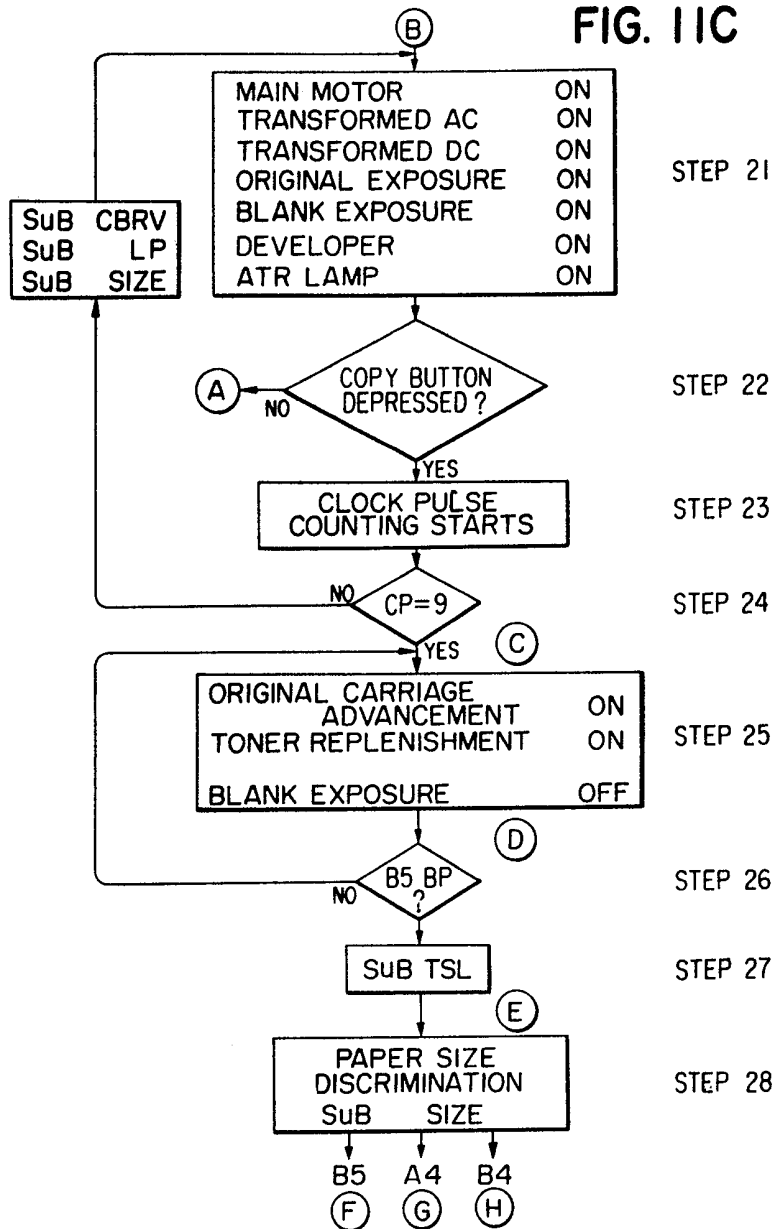 FIG. 11C
B
MAIN MOTOR ON
TRANSFORMED AC ON
TRANSFORMED DC ON
ORIGINAL EXPOSURE ON
BLANK EXPOSURE ON
DEVELOPER ON
ATR LAMP ON
STEP 21
SuB CBRV
SuB LP
SuB SIZE
COPY BUTTON
DEPRESSED ?
STEP 22
A
NO
YES
CLOCK PULSE
COUNTING STARTS
STEP 23
NO
CP=9
STEP 24
YES
C
ORIGINAL CARRIAGE
ADVANCEMENT ON
TONER REPLENISHMENT ON
BLANK EXPOSURE OFF
STEP 25
D
B5 BP
?
NO
STEP 26
SuB TSL
STEP 27
E
PAPER SIZE
DISCRIMINATION
SuB SIZE
STEP 28
B5 A4 B4
F G H